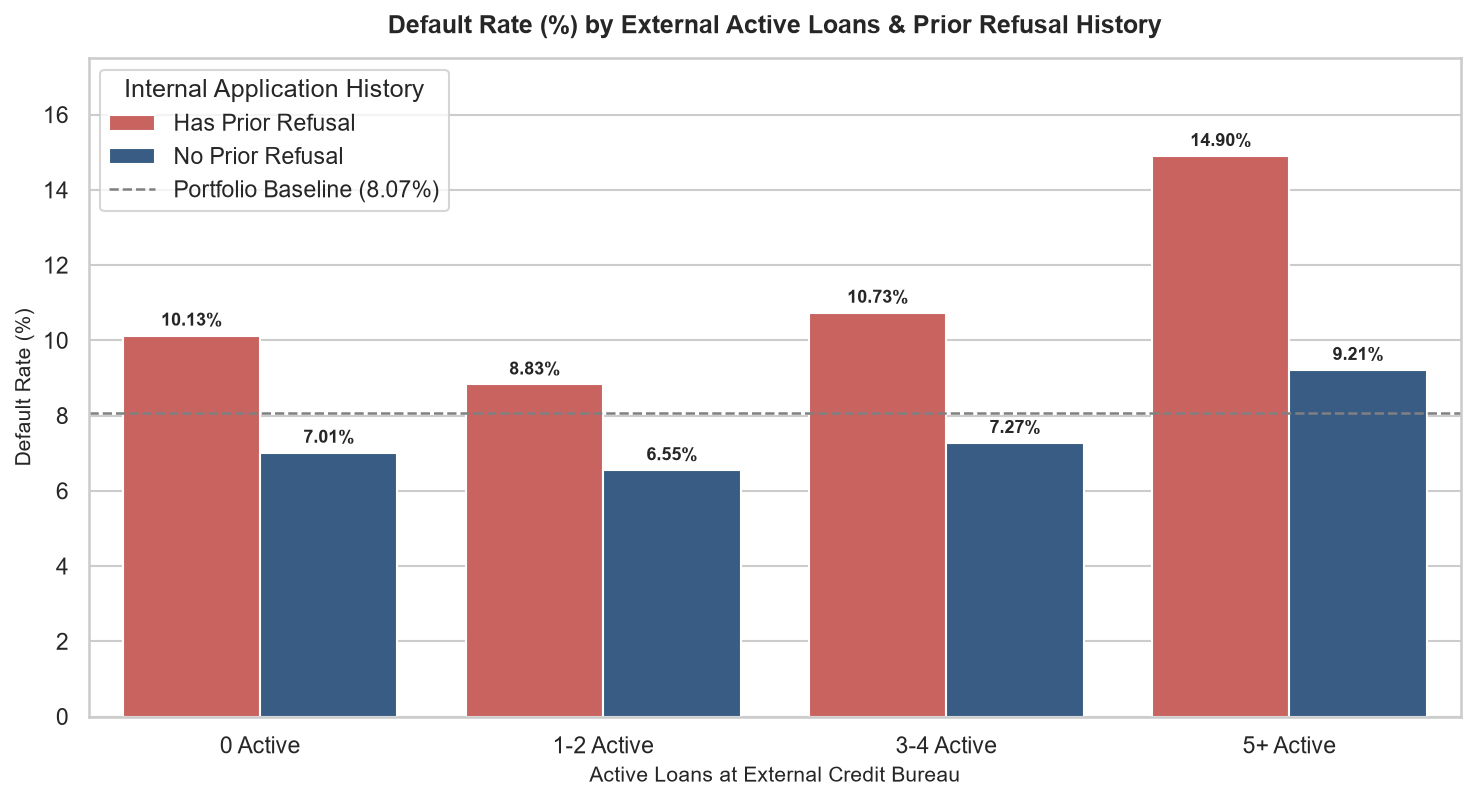 Default Rate (%) by External Active Loans & Prior Refusal History
Internal Application History
Has Prior Refusal
No Prior Refusal
Portfolio Baseline (8.07%)
Default Rate (%)
16
14
12
10
8
6
4
2
0
10.13%
7.01%
8.83%
6.55%
10.73%
7.27%
14.90%
9.21%
0 Active
1-2 Active
3-4 Active
5+ Active
Active Loans at External Credit Bureau